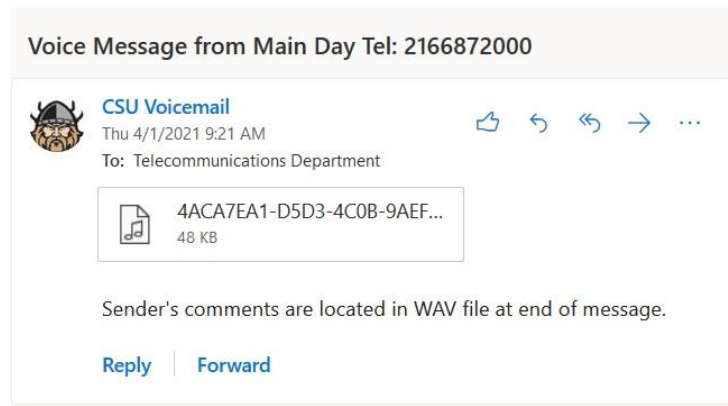 Voice Message from Main Day Tel: 2166872000
CSU Voicemail
Thu 4/1/2021 9:21 AM
To: Telecommunications Department
4ACA7EA1-D5D3-4C0B-9AEF...
48 KB
Sender's comments are located in WAV file at end of message.
Reply Forward